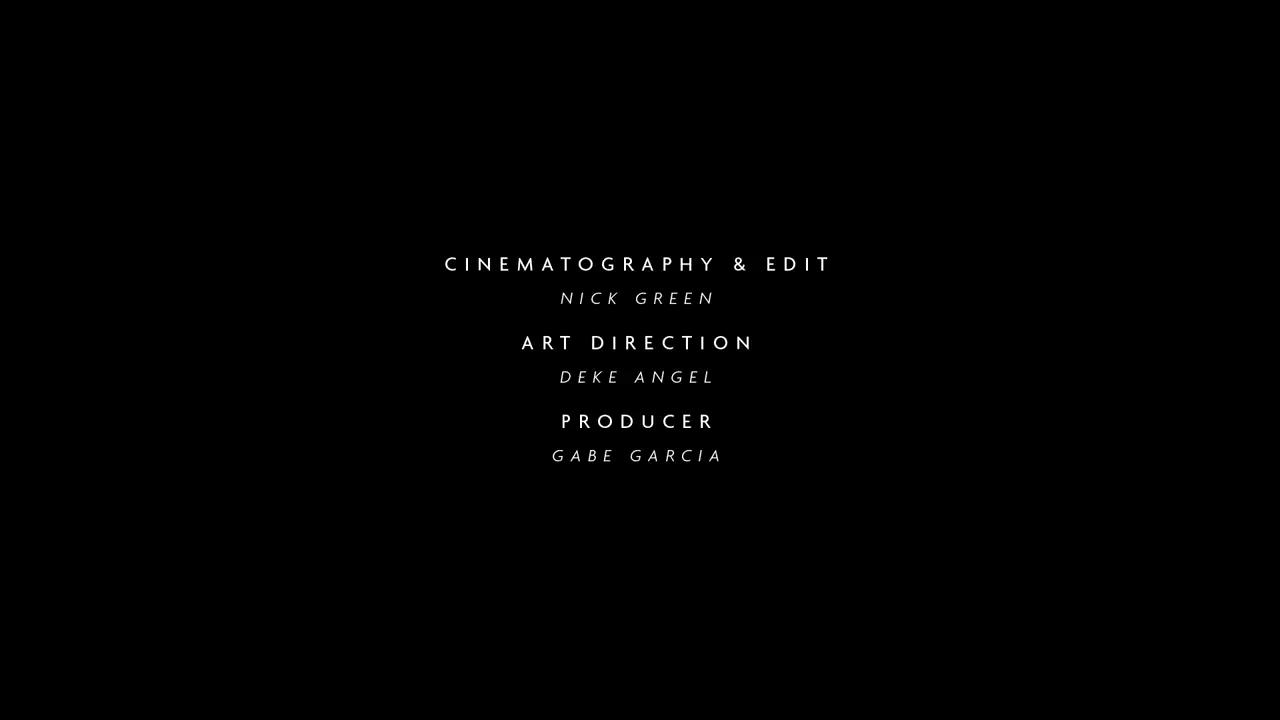 CINEMATOGRAPHY & EDIT
NICK GREEN
ART DIRECTION
DEKE ANGEL
PRODUCER
GABE GARCIA